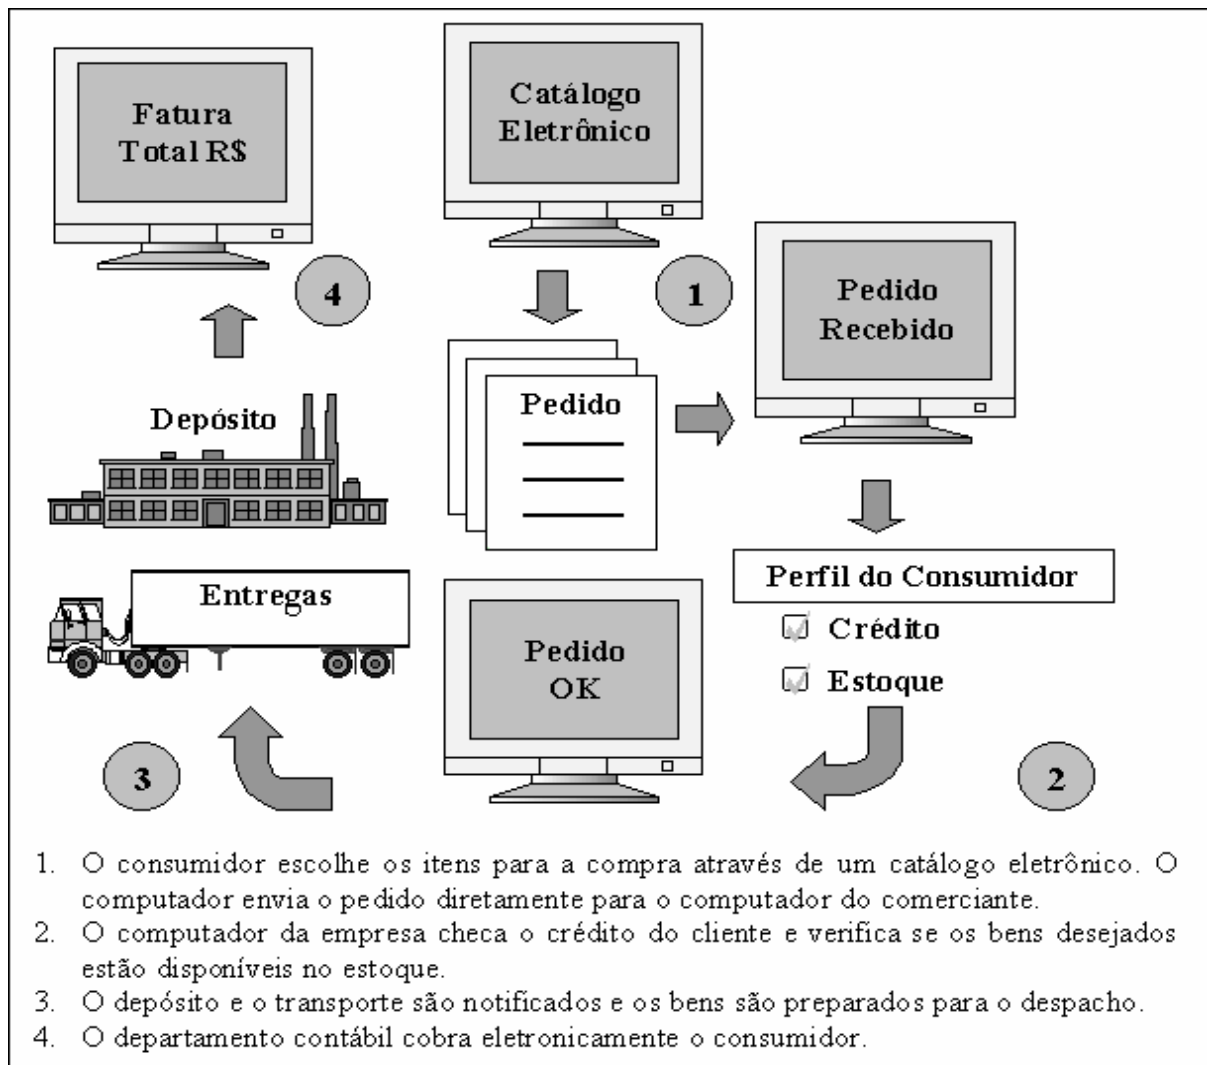 Fatura
Total R$
4
Catálogo
Eletrônico
1
Pedido
Recebido
Pedido
Depósito
Entregas
Perfil do Consumidor
Crédito
Estoque
Pedido
OK
3
2
1. O consumidor escolhe os itens para a compra através de um catálogo eletrônico. O
computador envia o pedido diretamente para o computador do comerciante.
2. O computador da empresa checa o crédito do cliente e verifica se os bens desejados
estão disponíveis no estoque.
3. O depósito e o transporte são notificados e os bens são preparados para o despacho.
4. O departamento contábil cobra eletronicamente o consumidor.